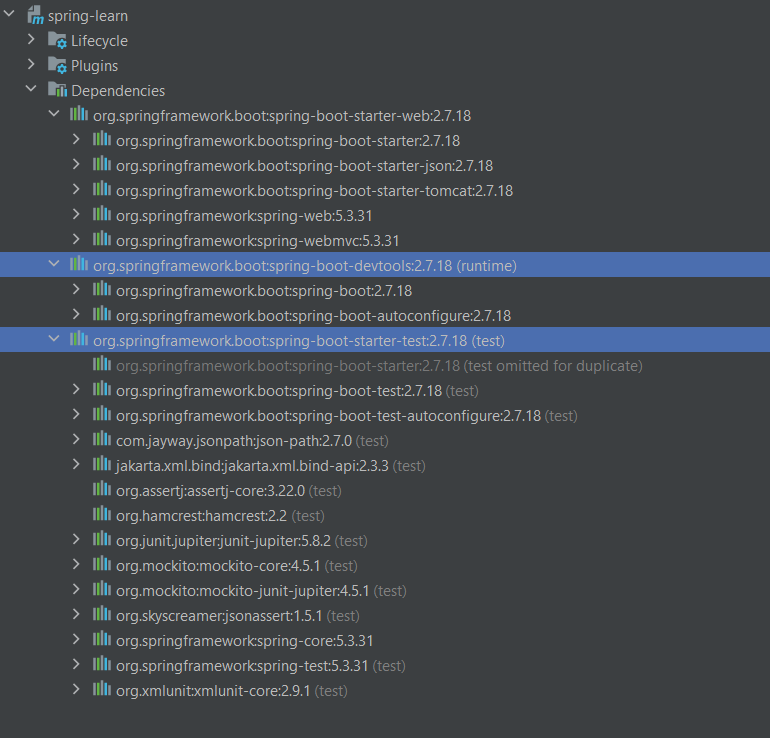 spring-learn
Lifecycle
Plugins
Dependencies
org.springframework.boot:spring-boot-starter-web:2.7.18
org.springframework.boot:spring-boot-starter:2.7.18
org.springframework.boot:spring-boot-starter-json:2.7.18
org.springframework.boot:spring-boot-starter-tomcat:2.7.18
org.springframework:spring-web:5.3.31
org.springframework:spring-webmvc:5.3.31
org.springframework.boot:spring-boot-devtools:2.7.18 (runtime)
org.springframework.boot:spring-boot:2.7.18
org.springframework.boot:spring-boot-autoconfigure:2.7.18
org.springframework.boot:spring-boot-starter-test:2.7.18 (test)
org.springframework.boot:spring-boot-starter:2.7.18 (test omitted for duplicate)
org.springframework.boot:spring-boot-test:2.7.18 (test)
org.springframework.boot:spring-boot-test-autoconfigure:2.7.18 (test)
com.jayway.jsonpath:json-path:2.7.0 (test)
jakarta.xml.bind:jakarta.xml.bind-api:2.3.3 (test)
org.assertj:assertj-core:3.22.0 (test)
org.hamcrest:hamcrest:2.2 (test)
org.junit.jupiter:junit-jupiter:5.8.2 (test)
org.mockito:mockito-core:4.5.1 (test)
org.mockito:mockito-junit-jupiter:4.5.1 (test)
org.skyscreamer:jsonassert:1.5.1 (test)
org.springframework:spring-core:5.3.31
org.springframework:spring-test:5.3.31 (test)
org.xmlunit:xmlunit-core:2.9.1 (test)